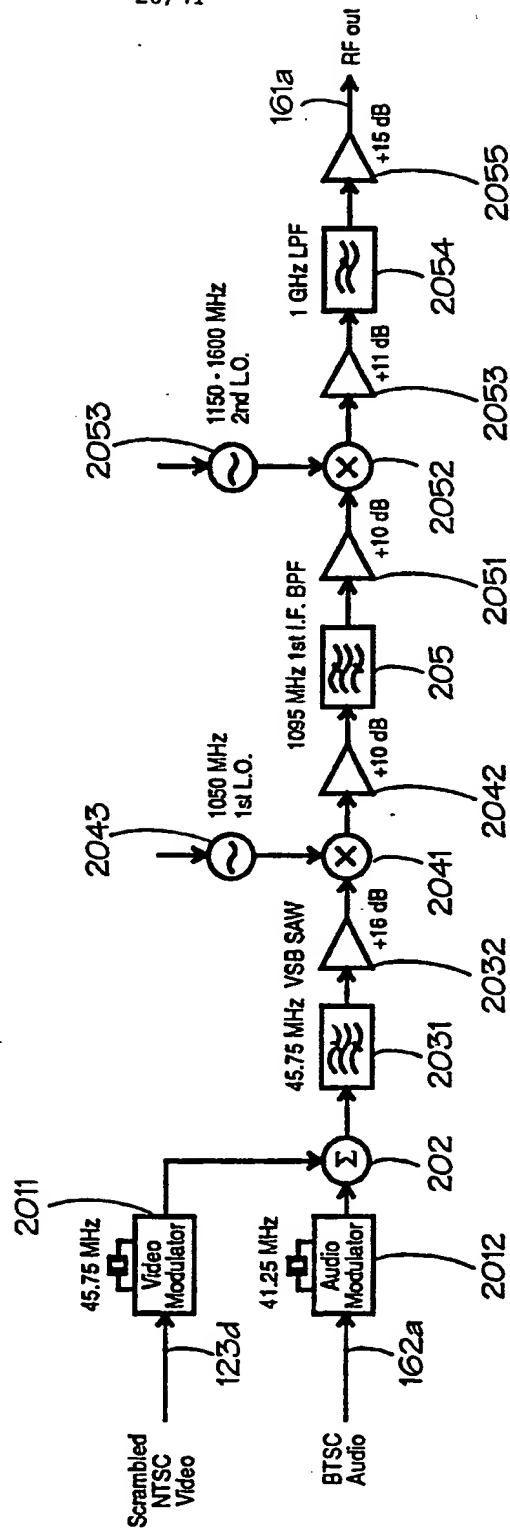 2011
45.75 MHz
Video
Modulator
Scrambled
NTSC
Video
123d
41.25 MHz
Audio
Modulator
BTSC
Audio
162a
2012
Σ
202
45.75 MHz VSB SAW
2031
+16 dB
2032
2043
1050 MHz
1st L.O.
2041
+10 dB
2042
1095 MHz 1st I.F. BPF
205
+10 dB
2051
2053
1150 - 1600 MHz
2nd L.O.
2052
+11 dB
2053
1 GHz LPF
2054
+15 dB
2055
161a
RF out